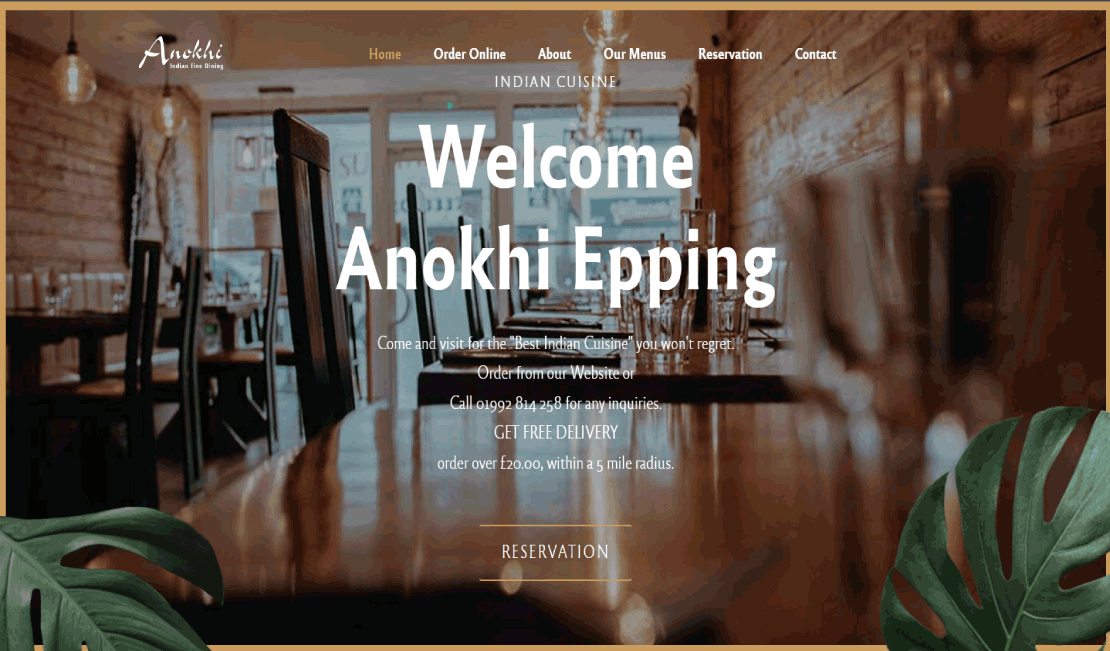 Anokhi
Indian Fine Dining
Home Order Online About Our Menus Reservation Contact
INDIAN CUISINE
Welcome
Anokhi Epping
Come and visit for the "Best Indian Cuisine" you won't regret.
Order from our Website or
Call 01992 814 258 for any inquiries.
GET FREE DELIVERY
order over £20.00, within a 5 mile radius.
RESERVATION